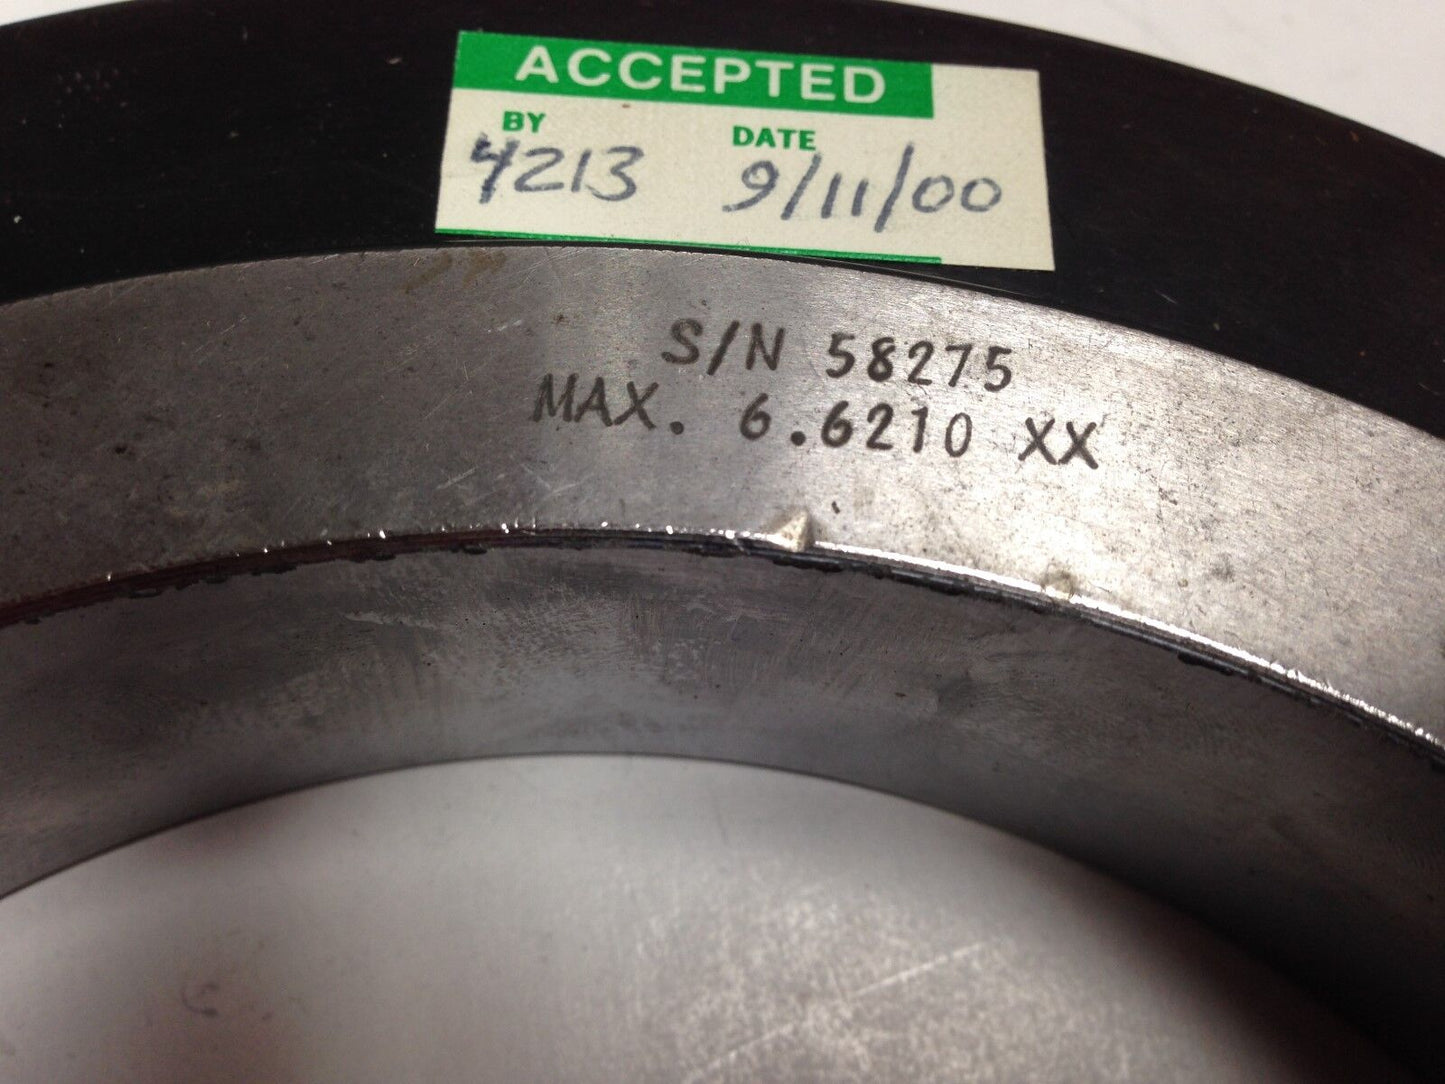 ACCEPTED
BY DATE
4213 9/11/00
S/N 58275
MAX. 6.6210 XX